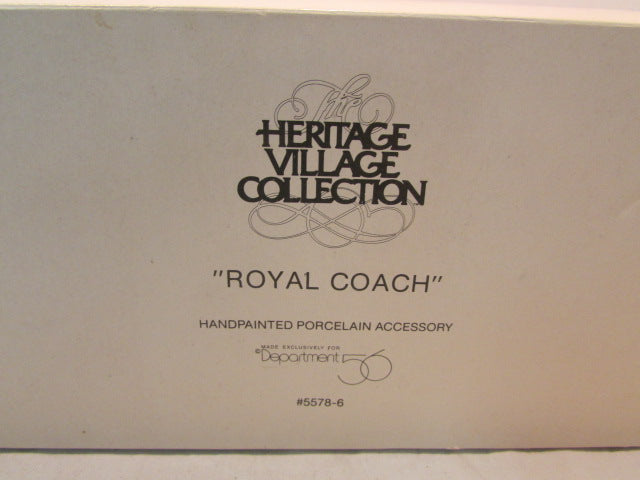 The
HERITAGE
VILLAGE
COLLECTION
"ROYAL COACH"
HANDPAINTED PORCELAIN ACCESSORY
MADE EXCLUSIVELY FOR
©Department 56
#5578-6